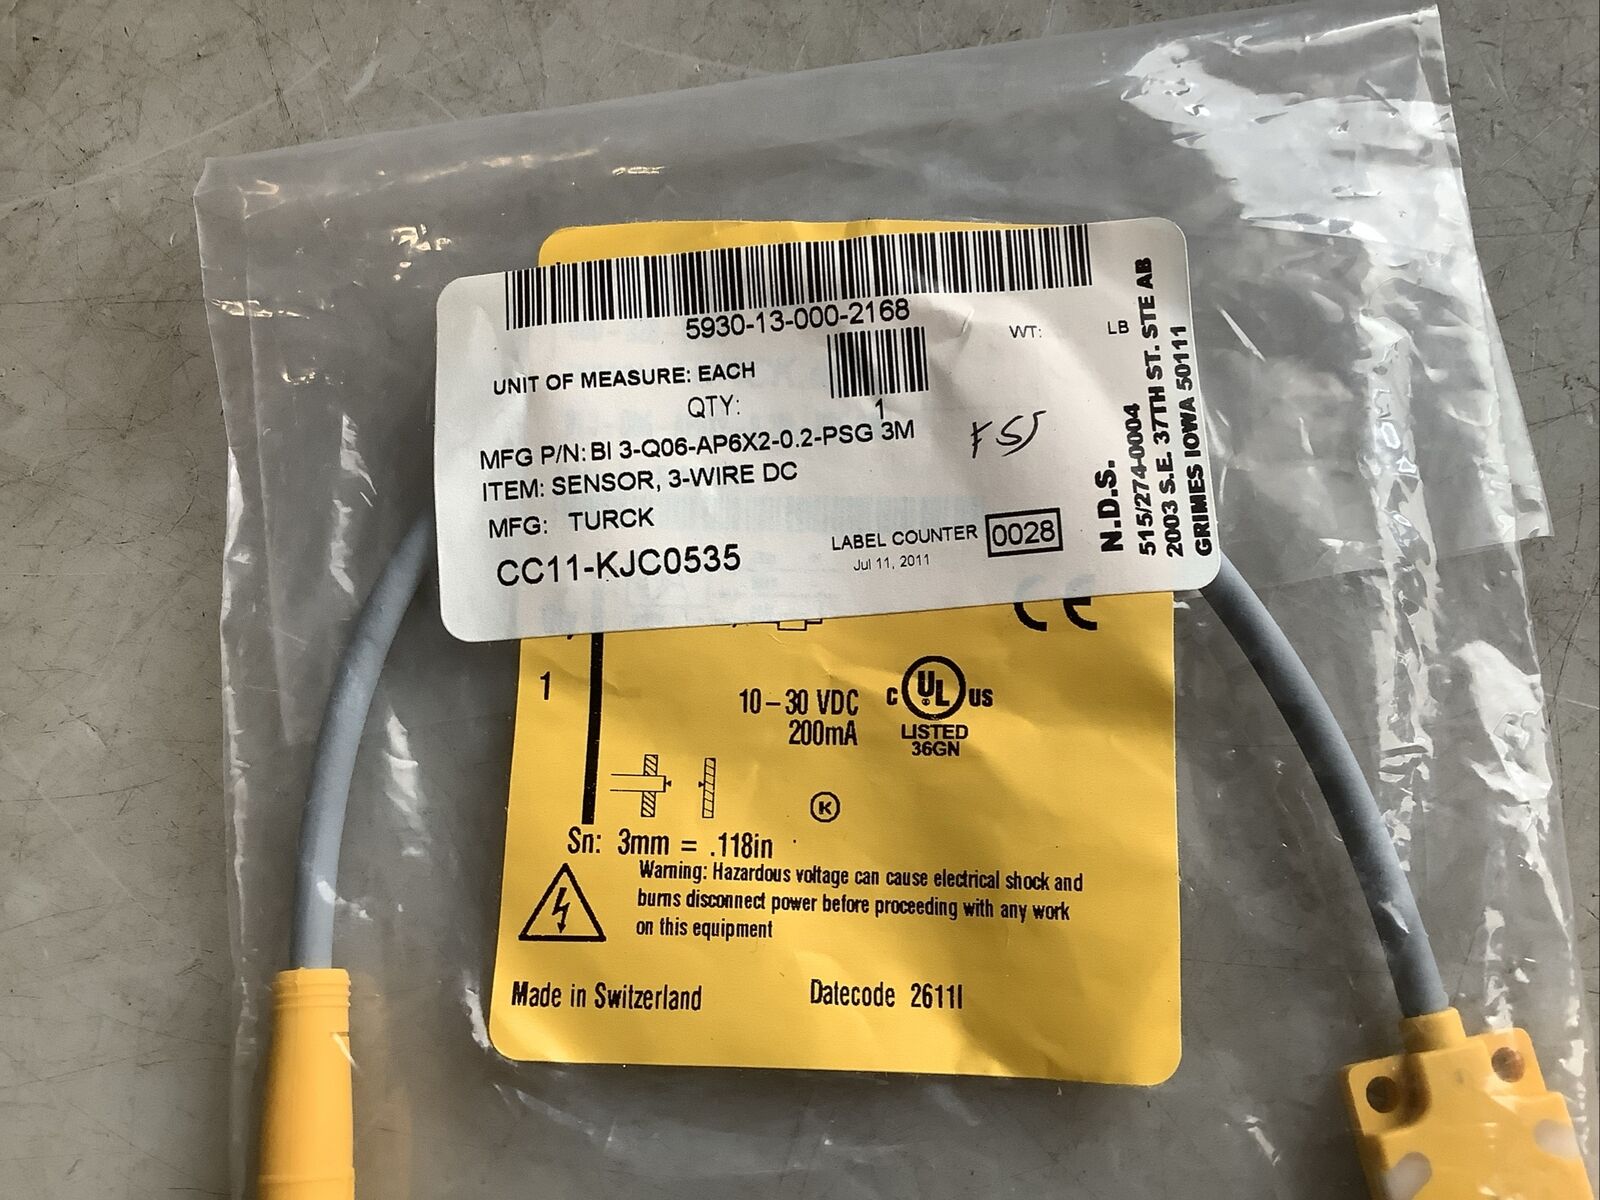 5930-13-000-2168
WT: LB
UNIT OF MEASURE: EACH
QTY: 1
MFG P/N: BI 3-Q06-AP6X2-0.2-PSG 3M
ITEM: SENSOR, 3-WIRE DC
MFG: TURCK
CC11-KJC0535
LABEL COUNTER 0028
Jul 11, 2011
N.D.S.
515/274-0004
2003 S.E. 37TH ST. STE AB
GRIMES IOWA 50111
CE
1
10-30 VDC
200mA
C UL US
LISTED
36GN
K
Sn: 3mm = .118in
Warning: Hazardous voltage can cause electrical shock and
burns disconnect power before proceeding with any work
on this equipment
Made in Switzerland
Datecode 2611I